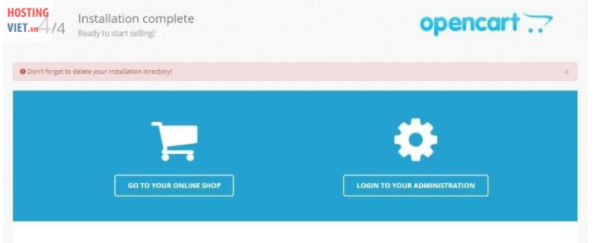 HOSTING
VIET.vn
4/4
Installation complete
Ready to start selling!
opencart
Don't forget to delete your installation directory!
×
GO TO YOUR ONLINE SHOP
LOGIN TO YOUR ADMINISTRATION